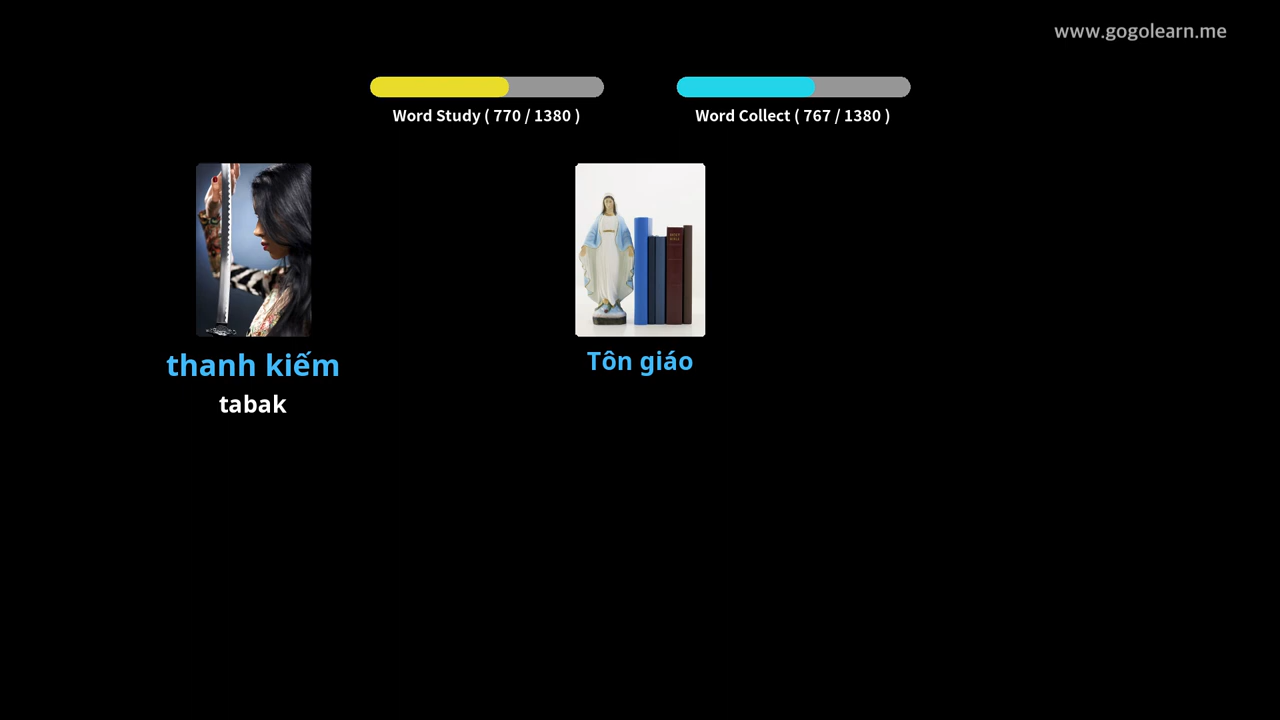 www.gogolearn.me
Word Study ( 770 / 1380 )
Word Collect ( 767 / 1380 )
thanh kiếm
tabak
Tôn giáo